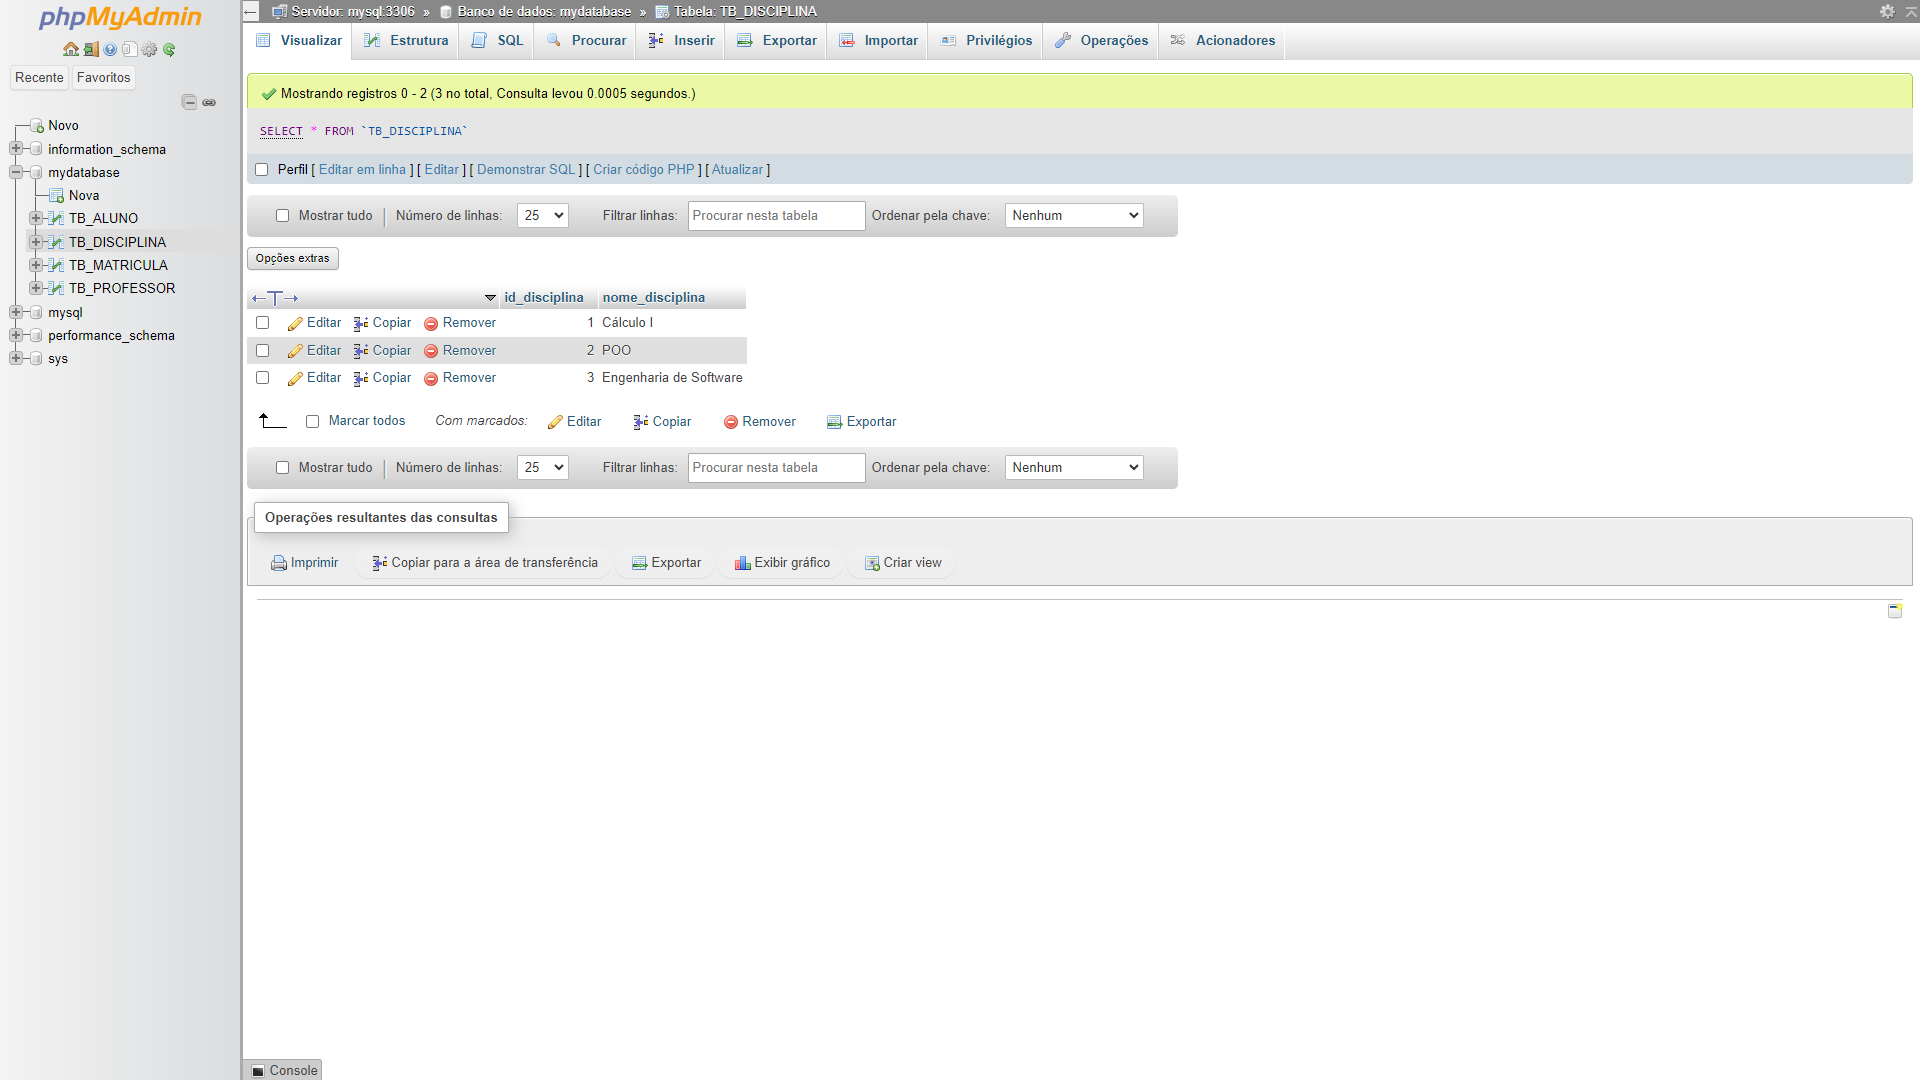 phpMyAdmin
Recente Favoritos
Novo
information_schema
mydatabase
Nova
TB_ALUNO
TB_DISCIPLINA
TB_MATRICULA
TB_PROFESSOR
mysql
performance_schema
sys
Servidor: mysql:3306 » Banco de dados: mydatabase » Tabela: TB_DISCIPLINA
Visualizar Estrutura SQL Procurar Inserir Exportar Importar Privilégios Operações Acionadores
Mostrando registros 0 - 2 (3 no total, Consulta levou 0.0005 segundos.)
SELECT * FROM `TB_DISCIPLINA`
Perfil [ Editar em linha ] [ Editar ] [ Demonstrar SQL ] [ Criar código PHP ] [ Atualizar ]
Mostrar tudo Número de linhas: 25 Filtrar linhas: Procurar nesta tabela Ordenar pela chave: Nenhum
Opções extras
id_disciplina nome_disciplina
Editar Copiar Remover 1 Cálculo I
Editar Copiar Remover 2 POO
Editar Copiar Remover 3 Engenharia de Software
Marcar todos Com marcados: Editar Copiar Remover Exportar
Mostrar tudo Número de linhas: 25 Filtrar linhas: Procurar nesta tabela Ordenar pela chave: Nenhum
Operações resultantes das consultas
Imprimir Copiar para a área de transferência Exportar Exibir gráfico Criar view
Console